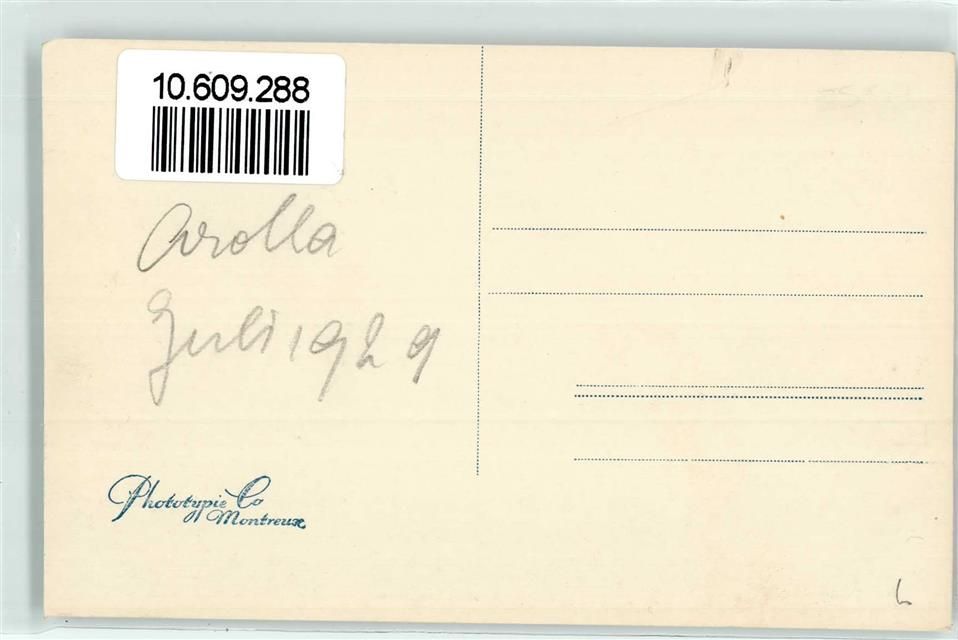 10.609.288
Arolla
Juli 1929
Phototypie Co
Montreux